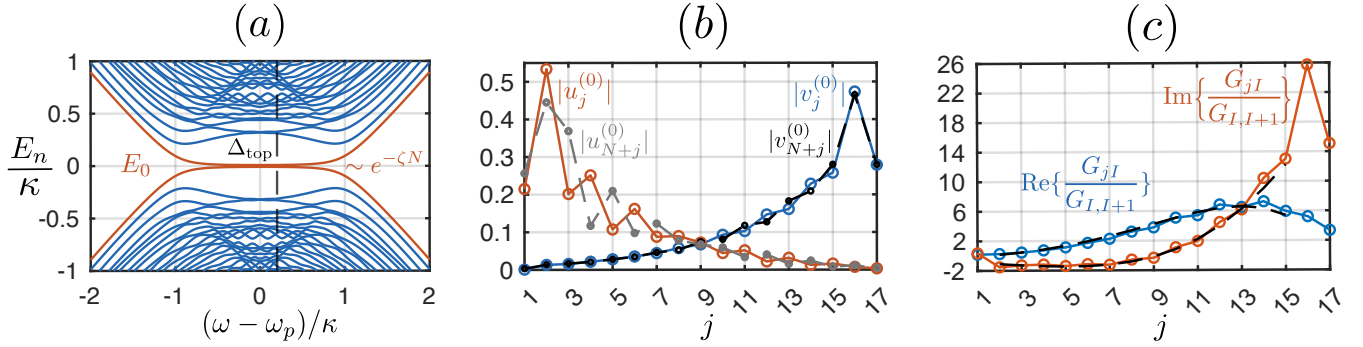 (a)
1
0.5
0
-0.5
-1
E_n/κ
E_0
Δ_top
~ e^{-ζN}
-2 -1 0 1 2
(ω − ω_p)/κ
(b)
0.5
0.4
0.3
0.2
0.1
0
|u_j^{(0)}|
|u_{N+j}^{(0)}|
|v_j^{(0)}|
|v_{N+j}^{(0)}|
1 3 5 7 9 11 13 15 17
j
(c)
26
22
18
14
10
6
2
-2
Im{G_{jI}/G_{I,I+1}}
Re{G_{jI}/G_{I,I+1}}
1 3 5 7 9 11 13 15 17
j